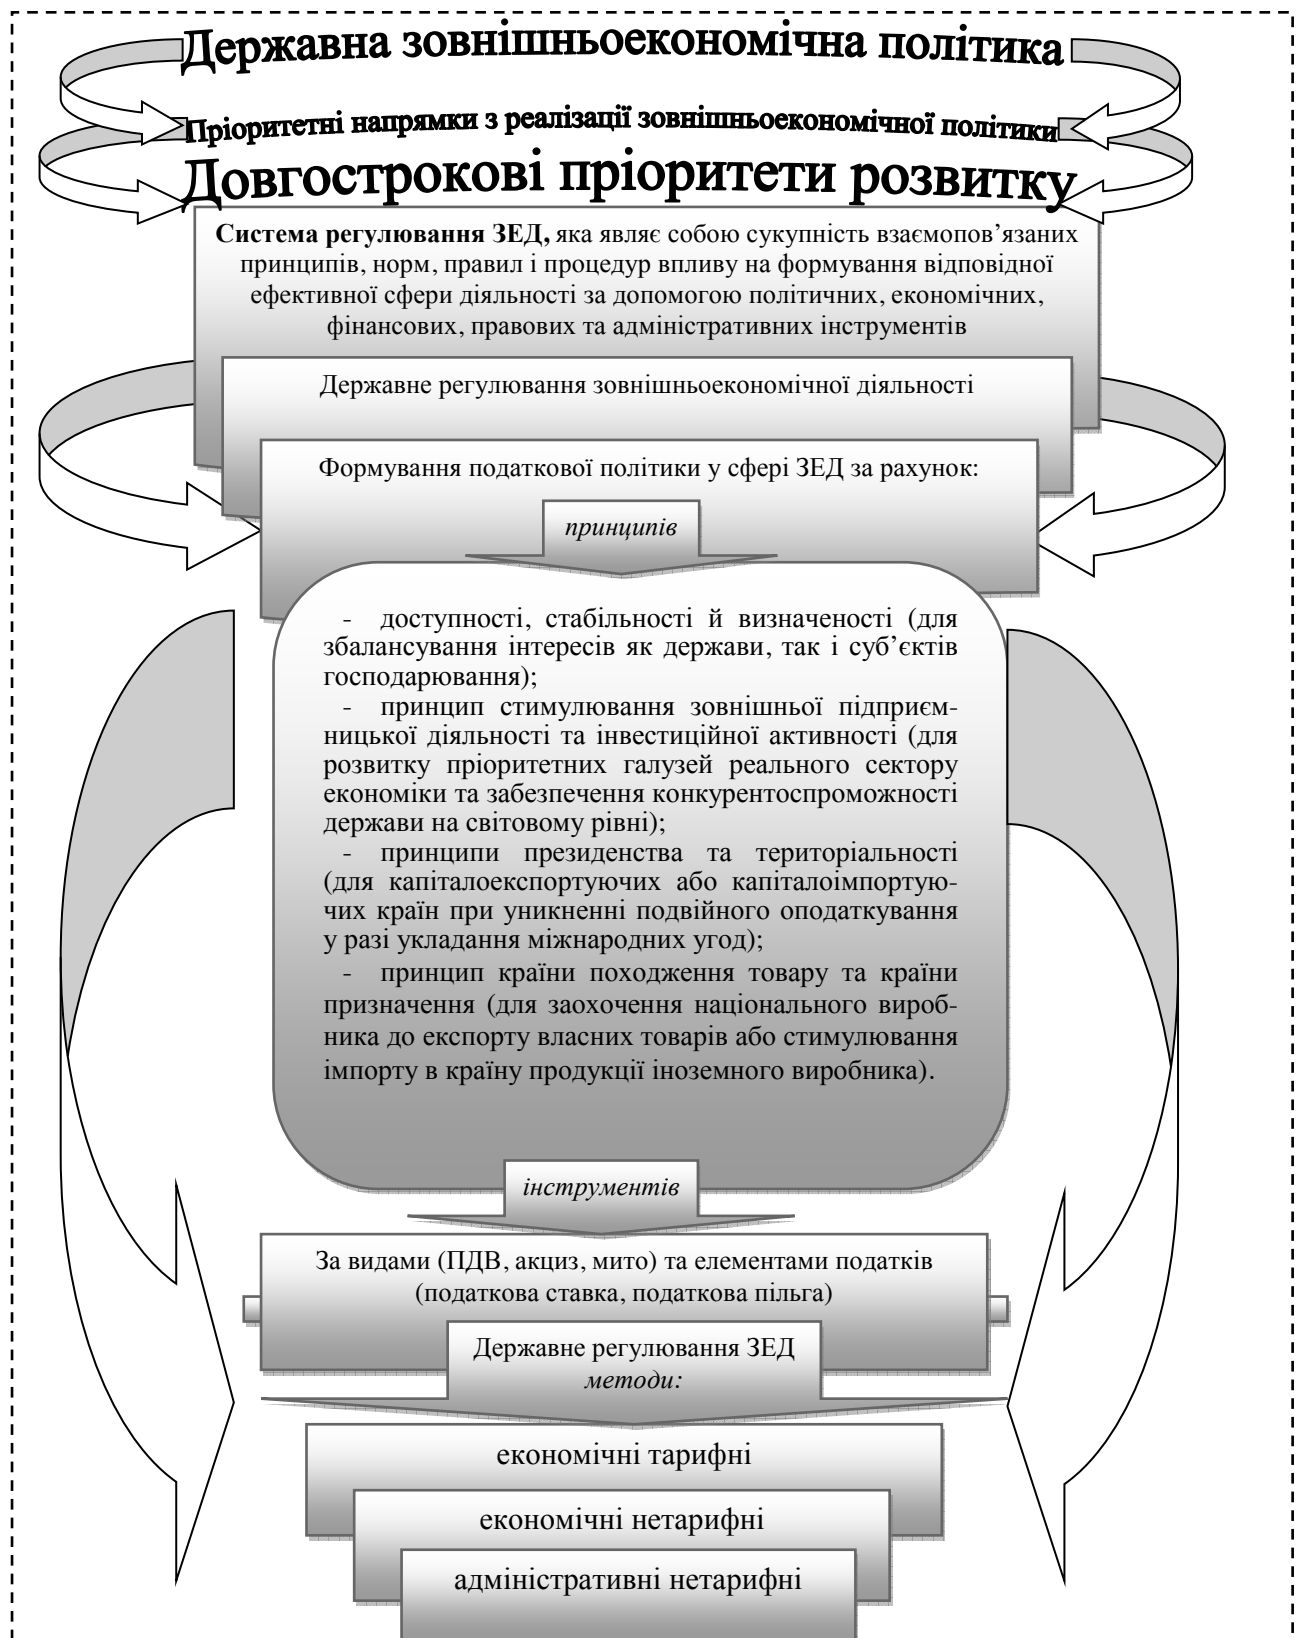 Державна зовнішньоекономічна політика
Пріоритетні напрямки з реалізації зовнішньоекономічної політики
Довгострокові пріоритети розвитку
Система регулювання ЗЕД, яка являє собою сукупність взаємопов’язаних
принципів, норм, правил і процедур впливу на формування відповідної
ефективної сфери діяльності за допомогою політичних, економічних,
фінансових, правових та адміністративних інструментів
Державне регулювання зовнішньоекономічної діяльності
Формування податкової політики у сфері ЗЕД за рахунок:
принципів
- доступності, стабільності й визначеності (для
збалансування інтересів як держави, так і суб’єктів
господарювання);
- принцип стимулювання зовнішньої підприєм-
ницької діяльності та інвестиційної активності (для
розвитку пріоритетних галузей реального сектору
економіки та забезпечення конкурентоспроможності
держави на світовому рівні);
- принципи президенства та територіальності
(для капіталоекспортуючих або капіталоімпортую-
чих країн при уникненні подвійного оподаткування
у разі укладання міжнародних угод);
- принцип країни походження товару та країни
призначення (для заохочення національного вироб-
ника до експорту власних товарів або стимулювання
імпорту в країну продукції іноземного виробника).
інструментів
За видами (ПДВ, акциз, мито) та елементами податків
(податкова ставка, податкова пільга)
Державне регулювання ЗЕД
методи:
економічні тарифні
економічні нетарифні
адміністративні нетарифні